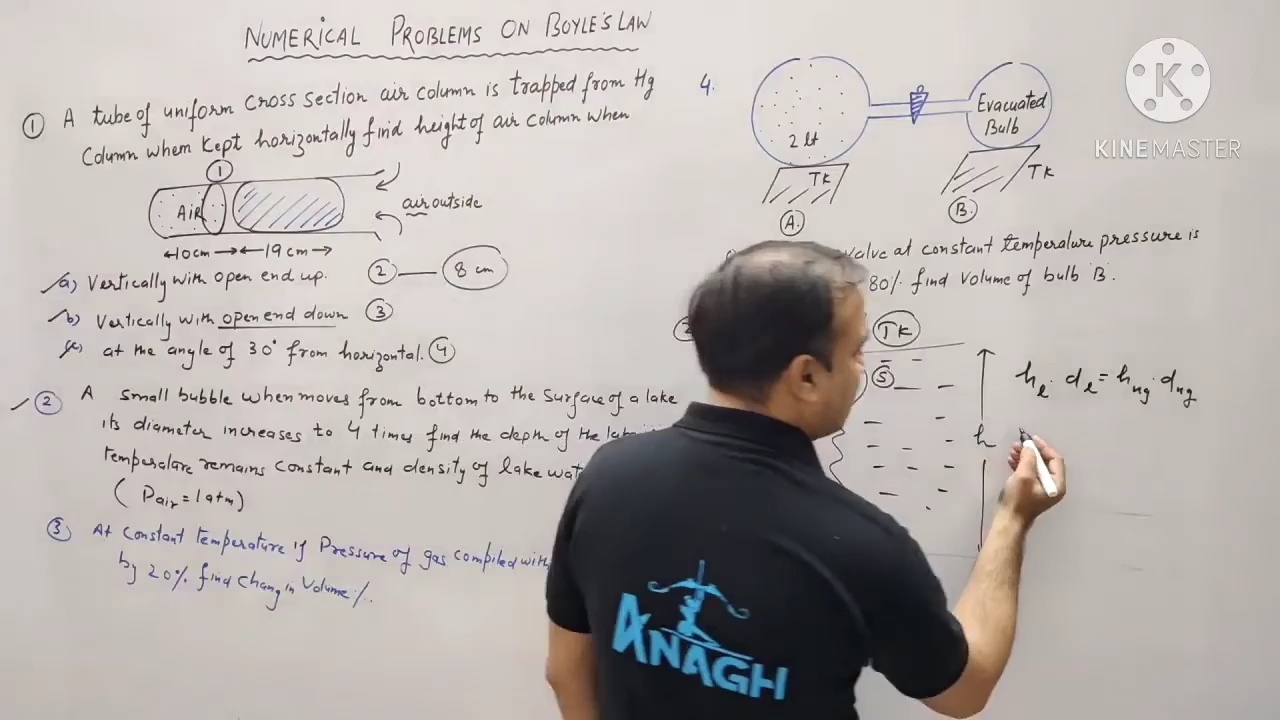 NUMERICAL PROBLEMS ON BOYLE'S LAW
① A tube of uniform cross section air column is trapped from Hg
Column when kept horizontally find height of air column when
①
AIR
air outside
10cm 19cm
a) Vertically with open end up. ② 8 cm
b) Vertically with open end down ③
c) at the angle of 30° from horizontal. ④
② A small bubble when moves from bottom to the surface of a lake
its diameter increases to 4 times find the depth of the
temperature remains constant and density of lake
(Pair = 1 atm)
③ At constant temperature if Pressure of gas compiled with
by 20% find chang in Volume %.
4.
2 lt
Evacuated
Bulb
TK
TK
A.
B.
value at constant temperature pressure is
80% find volume of bulb 'B'.
TK
S
h
hl. dl = hng. dng
KINEMASTER
K
ANAGH